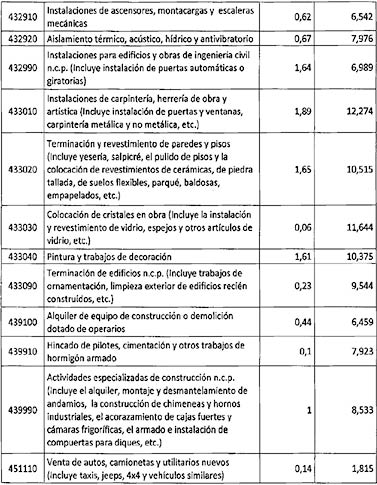 432910 Instalaciones de ascensores, montacargas y escaleras mecánicas 0,62 6,542
432920 Aislamiento térmico, acústico, hídrico y antivibratorio 0,67 7,976
432990 Instalaciones para edificios y obras de ingeniería civil n.c.p. (Incluye instalación de puertas automáticas o giratorias) 1,64 6,989
433010 Instalaciones de carpintería, herrería de obra y artística (Incluye instalación de puertas y ventanas, carpintería metálica y no metálica, etc.) 1,89 12,274
433020 Terminación y revestimiento de paredes y pisos (Incluye yesería, salpicré, el pulido de pisos y la colocación de revestimientos de cerámicas, de piedra tallada, de suelos flexibles, parqué, baldosas, empapelados, etc.) 1,65 10,515
433030 Colocación de cristales en obra (Incluye la instalación y revestimiento de vidrio, espejos y otros artículos de vidrio, etc.) 0,06 11,644
433040 Pintura y trabajos de decoración 1,61 10,375
433090 Terminación de edificios n.c.p. (Incluye trabajos de ornamentación, limpieza exterior de edificios recién construidos, etc.) 0,23 9,544
439100 Alquiler de equipo de construcción o demolición dotado de operarios 0,44 6,459
439910 Hincado de pilotes, cimentación y otros trabajos de hormigón armado 0,1 7,923
439990 Actividades especializadas de construcción n.c.p. (Incluye el alquiler, montaje y desmantelamiento de andamios, la construcción de chimeneas y hornos industriales, el acorazamiento de cajas fuertes y cámaras frigoríficas, el armado e instalación de compuertas para diques, etc.) 1 8,533
451110 Venta de autos, camionetas y utilitarios nuevos (incluye taxis, jeeps, 4x4 y vehículos similares) 0,14 1,815